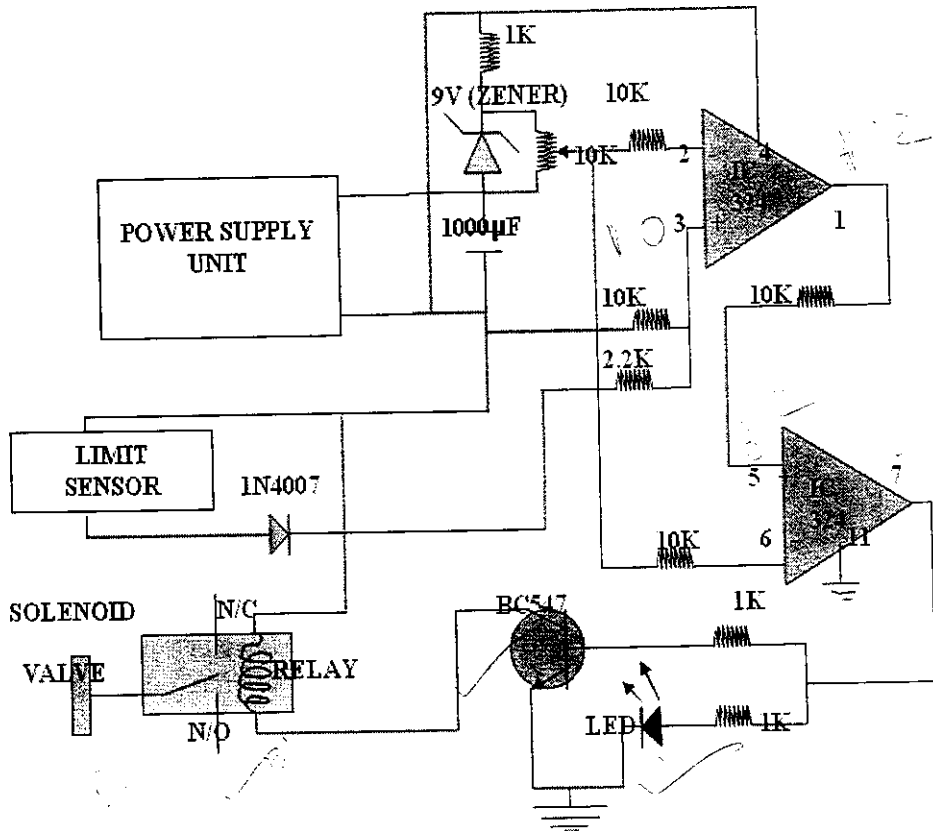 1K
9V (ZENER)
10K
10K
2
4
3
1
POWER SUPPLY
UNIT
1000µF
10K
10K
2.2K
LIMIT
SENSOR
1N4007
5
7
6
11
10K
SOLENOID
N/C
BC547
1K
VALVE
RELAY
N/O
LED
1K